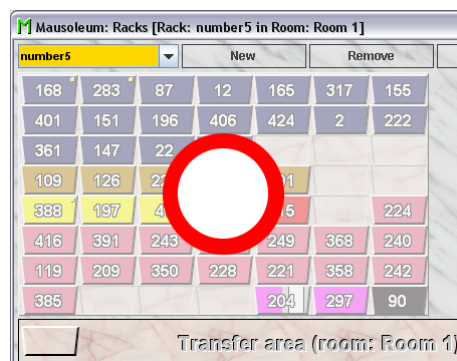 Mausoleum: Racks [Rack: number5 in Room: Room 1]
number5 New Remove
168 283 87 12 165 317 155
401 151 196 406 424 2 222
361 147 22
109 126
388 197
416 391 243 249 368 240
224
119 209 350 228 221 358 242
385 204 297 90
Transfer area (room: Room 1)